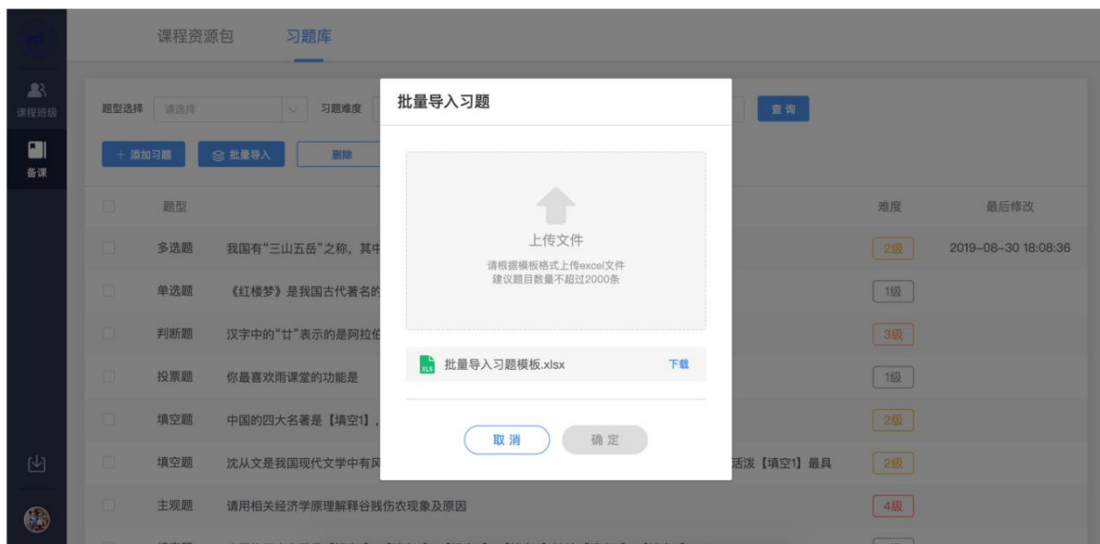 课程资源包
习题库
课程班级
备课
题型选择
请选择
习题难度
查询
+ 添加习题
批量导入
删除
批量导入习题
上传文件
请根据模板格式上传excel文件
建议题目数量不超过2000条
XLS
批量导入习题模板.xlsx
下载
取消
确定
题型
难度
最后修改
多选题 我国有“三山五岳”之称,其中 2级 2019-08-30 18:08:36
单选题 《红楼梦》是我国古代著名的 1级
判断题 汉字中的“廿”表示的是阿拉伯 3级
投票题 你最喜欢雨课堂的功能是 1级
填空题 中国的四大名著是【填空1】, 2级
填空题 沈从文是我国现代文学中有风 活泼【填空1】最具 2级
主观题 请用相关经济学原理解释谷贱伤农现象及原因 4级